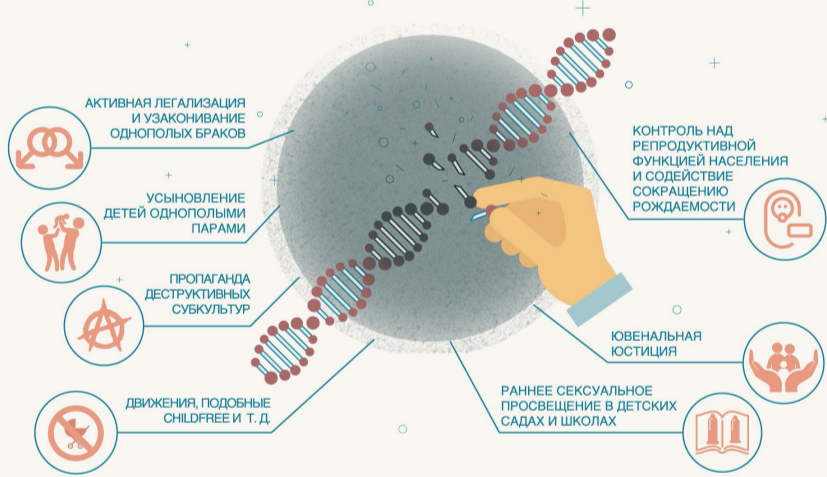 АКТИВНАЯ ЛЕГАЛИЗАЦИЯ
И УЗАКОНИВАНИЕ
ОДНОПОЛЫХ БРАКОВ
УСЫНОВЛЕНИЕ
ДЕТЕЙ ОДНОПОЛЫМИ
ПАРАМИ
ПРОПАГАНДА
ДЕСТРУКТИВНЫХ
СУБКУЛЬТУР
ДВИЖЕНИЯ, ПОДОБНЫЕ
CHILDFREE И Т. Д.
КОНТРОЛЬ НАД
РЕПРОДУКТИВНОЙ
ФУНКЦИЕЙ НАСЕЛЕНИЯ
И СОДЕЙСТВИЕ
СОКРАЩЕНИЮ
РОЖДАЕМОСТИ
ЮВЕНАЛЬНАЯ
ЮСТИЦИЯ
РАННЕЕ СЕКСУАЛЬНОЕ
ПРОСВЕЩЕНИЕ В ДЕТСКИХ
САДАХ И ШКОЛАХ